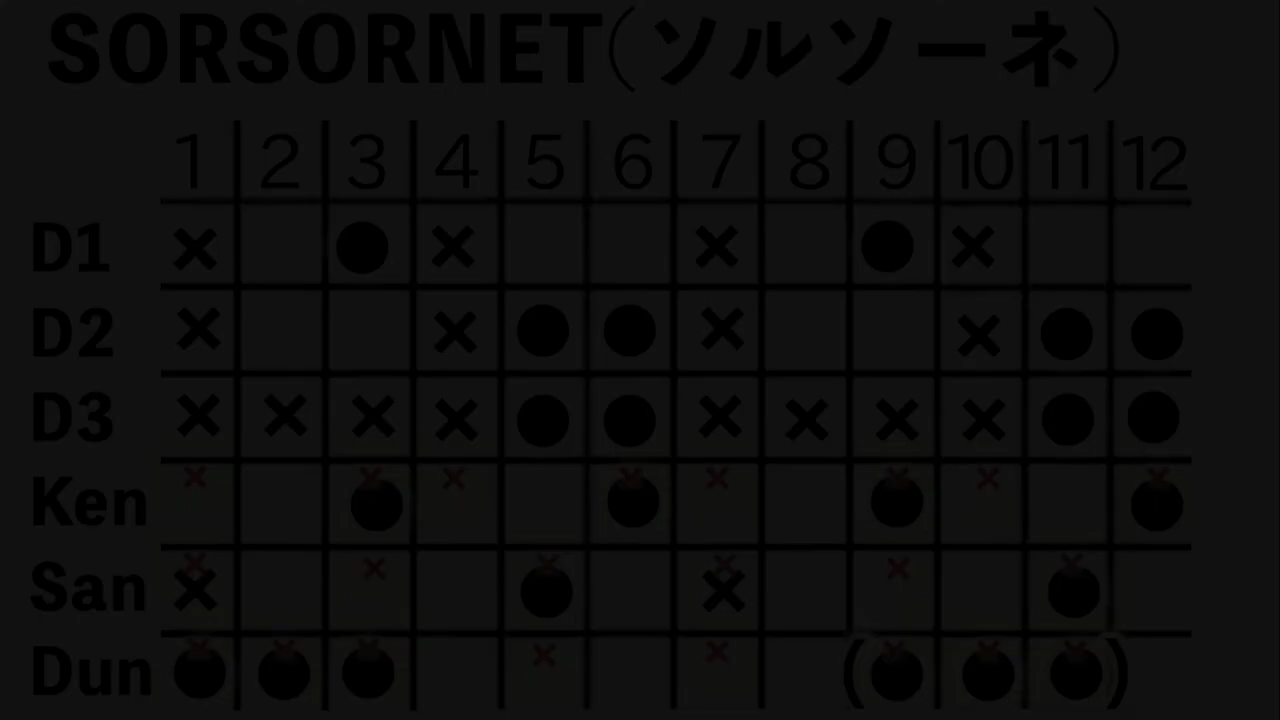 SORSORNET(ソルソーネ)
1 2 3 4 5 6 7 8 9 10 11 12
D1 × ● × × ● ×
D2 × × ● ● × × ● ●
D3 × × × × ● ● × × × × ● ●
Ken × ×● × ×● × ×● × ×●
San ×× × ×● ×× × ×●
Dun ×● ×● ×● × × (×● ×● ×●)